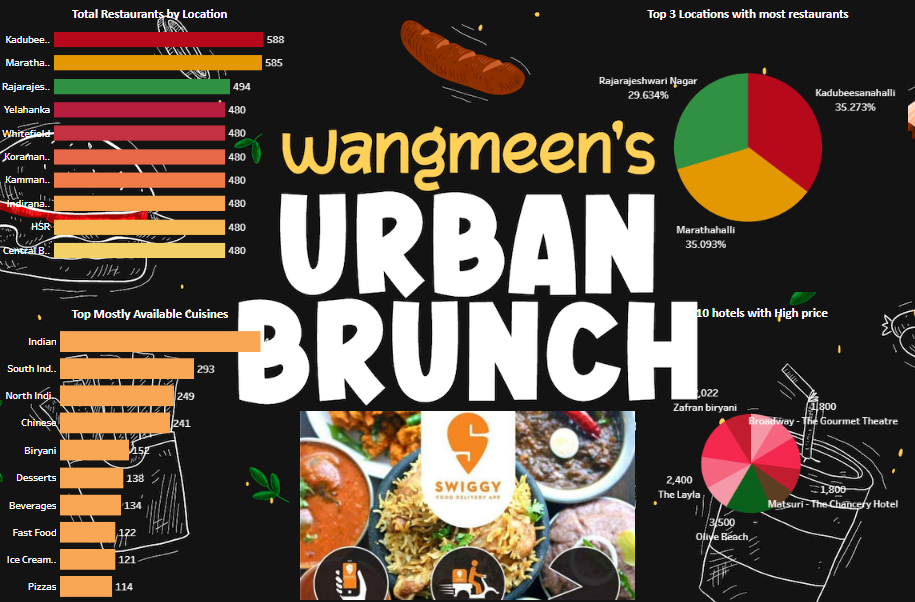 Total Restaurants by Location
Kadubee.. 588
Maratha.. 585
Rajarajes.. 494
Yelahanka 480
Whitefield 480
Koraman.. 480
Kamman.. 480
Indirana.. 480
HSR 480
Central B.. 480
wangmeen's
URBAN
BRUNCH
Top 3 Locations with most restaurants
Rajarajeshwari Nagar
29.634%
Kadubeesanahalli
35.273%
Marathahalli
35.093%
Top Mostly Available Cuisines
Indian
South Ind.. 293
North Indi.. 249
Chinese 241
Biryani 152
Desserts 138
Beverages 134
Fast Food 122
Ice Cream.. 121
Pizzas 114
SWIGGY
FOOD DELIVERY APP
10 hotels with High price
,022
Zafran biryani
1,800
Broadway - The Gourmet Theatre
2,400
The Layla
1,800
Matsuri - The Chancery Hotel
3,500
Olive Beach